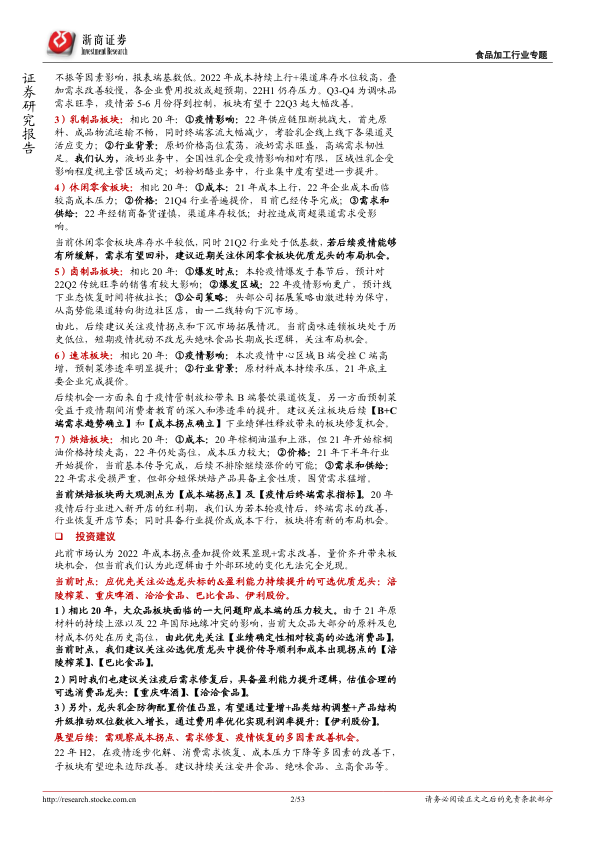 浙商证券
Investment Research
食品加工行业专题
证券研究报告
不振等因素影响，报表端基数低。2022 年成本持续上行+渠道库存水位较高，叠
加需求改善较慢，各企业费用投放或超预期，22H1 仍存压力。Q3-Q4 为调味品
需求旺季，疫情若 5-6 月份得到控制，板块有望于 22Q3 起大幅改善。
3）乳制品板块：相比 20 年：①疫情影响：22 年供应链阻断挑战大，首先原
料、成品物流运输不畅，同时终端客流大幅减少，考验乳企线上线下各渠道灵
活应变力；②行业背景：原奶价格高位震荡，液奶需求旺盛，高端需求韧性
足。我们认为，液奶业务中，全国性乳企受疫情影响相对有限，区域性乳企受
影响程度视主营区域而定；奶粉奶酪业务中，行业集中度有望进一步提升。
4）休闲零食板块：相比 20 年：①成本：21 年成本上行，22 年企业成本面临
较高成本压力；②价格：21Q4 行业普遍提价，目前已经传导完成；③需求和
供给：22 年经销商备货谨慎，渠道库存较低；封控造成商超渠道需求受影
响。
当前休闲零食板块库存水平较低，同时 21Q2 行业处于低基数，若后续疫情能够
有所缓解，需求有望回补，建议近期关注休闲零食板块优质龙头的布局机会。
5）卤制品板块：相比 20 年：①爆发时点：本轮疫情爆发于春节后，预计对
22Q2 传统旺季的销售有较大影响；②爆发区域：22 年疫情影响更广，预计线
下业态恢复时间将被拉长；③公司策略：头部公司拓展策略由激进转为保守，
从高势能渠道转向街边社区店，由一二线转向下沉市场。
由此，后续建议关注疫情拐点和下沉市场拓展情况。当前卤味连锁板块处于历
史低位，短期疫情扰动不改龙头绝味食品长期成长逻辑，关注布局机会。
6）速冻板块：相比 20 年：①疫情影响：本次疫情中心区域 B 端受控 C 端高
增，预制菜渗透率明显提升；②行业背景：原材料成本持续承压，21 年底主
要企业完成提价。
后续机会一方面来自于疫情管制放松带来 B 端餐饮渠道恢复，另一方面预制菜
受益于疫情期间消费者教育的深入和渗透率的提升。建议关注板块后续【B+C
端需求趋势确立】和【成本拐点确立】下业绩弹性释放带来的板块修复机会。
7）烘焙板块：相比 20 年：①成本：20 年棕榈油温和上涨，但 21 年开始棕榈
油价格持续走高，22 年仍处高位，成本压力较大；②价格：21 年下半年行业
开始提价，当前基本传导完成，后续不排除继续涨价的可能；③需求和供给：
22 年需求受损严重，但部分短保烘焙产品具备主食性质，囤货需求猛增。
当前烘焙板块两大观测点为【成本端拐点】及【疫情后终端需求指标】。20 年
疫情后行业进入新开店的红利期，我们认为若本轮疫情后，终端需求的改善，
行业恢复开店节奏；同时具备行业提价或成本下行，板块将有新的布局机会。
❑ 投资建议
此前市场认为 2022 年成本拐点叠加提价效果显现+需求改善，量价齐升带来板
块机会，但当前我们认为此逻辑由于外部环境的变化无法完全兑现。
当前时点：应优先关注必选龙头标的&盈利能力持续提升的可选优质龙头：涪
陵榨菜、重庆啤酒、洽洽食品、巴比食品、伊利股份。
1）相比 20 年，大众品板块面临的一大问题即成本端的压力较大。由于 21 年原
材料的持续上涨以及 22 年国际地缘冲突的影响，当前大众品大部分的原料及包
材成本仍处在历史高位，由此优先关注【业绩确定性相对较高的必选消费品】，
当前时点，我们建议关注必选优质龙头中提价传导顺利和成本出现拐点的【涪
陵榨菜】、【巴比食品】。
2）同时我们也建议关注疫后需求修复后，具备盈利能力提升逻辑，估值合理的
可选消费品龙头：【重庆啤酒】、【洽洽食品】。
3）另外，龙头乳企防御配置价值凸显，有望通过量增+品类结构调整+产品结构
升级推动双位数收入增长，通过费用率优化实现利润率提升：【伊利股份】。
展望后续：需观察成本拐点、需求修复、疫情恢复的多因素改善机会。
22 年 H2，在疫情逐步化解、消费需求恢复、成本压力下降等多因素的改善下，
子板块有望迎来边际改善。建议持续关注安井食品、绝味食品、立高食品等。
http://research.stocke.com.cn
2/53
请务必阅读正文之后的免责条款部分